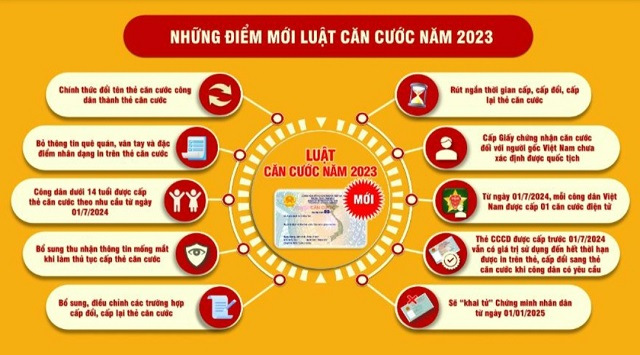 NHỮNG ĐIỂM MỚI LUẬT CĂN CƯỚC NĂM 2023
Chính thức đổi tên thẻ căn cước công
dân thành thẻ căn cước
Bỏ thông tin quê quán, vân tay và đặc
điểm nhân dạng in trên thẻ căn cước
Công dân dưới 14 tuổi được cấp
thẻ căn cước theo nhu cầu từ ngày
01/7/2024
Bổ sung thu nhận thông tin mống mắt
khi làm thủ tục cấp thẻ căn cước
Bổ sung, điều chỉnh các trường hợp
cấp đổi, cấp lại thẻ căn cước
LUẬT
CĂN CƯỚC NĂM 2023
CĂN CƯỚC
MỚI
Rút ngắn thời gian cấp, cấp đổi, cấp
lại thẻ căn cước
Cấp Giấy chứng nhận căn cước
đối với người gốc Việt Nam chưa
xác định được quốc tịch
Từ ngày 01/7/2024, mỗi công dân Việt
Nam được cấp 01 căn cước điện tử
Thẻ CCCD được cấp trước 01/7/2024
vẫn có giá trị sử dụng đến hết thời hạn
được in trên thẻ, cấp đổi sang thẻ
căn cước khi công dân có yêu cầu
Sẽ “khai tử” Chứng minh nhân dân
từ ngày 01/01/2025